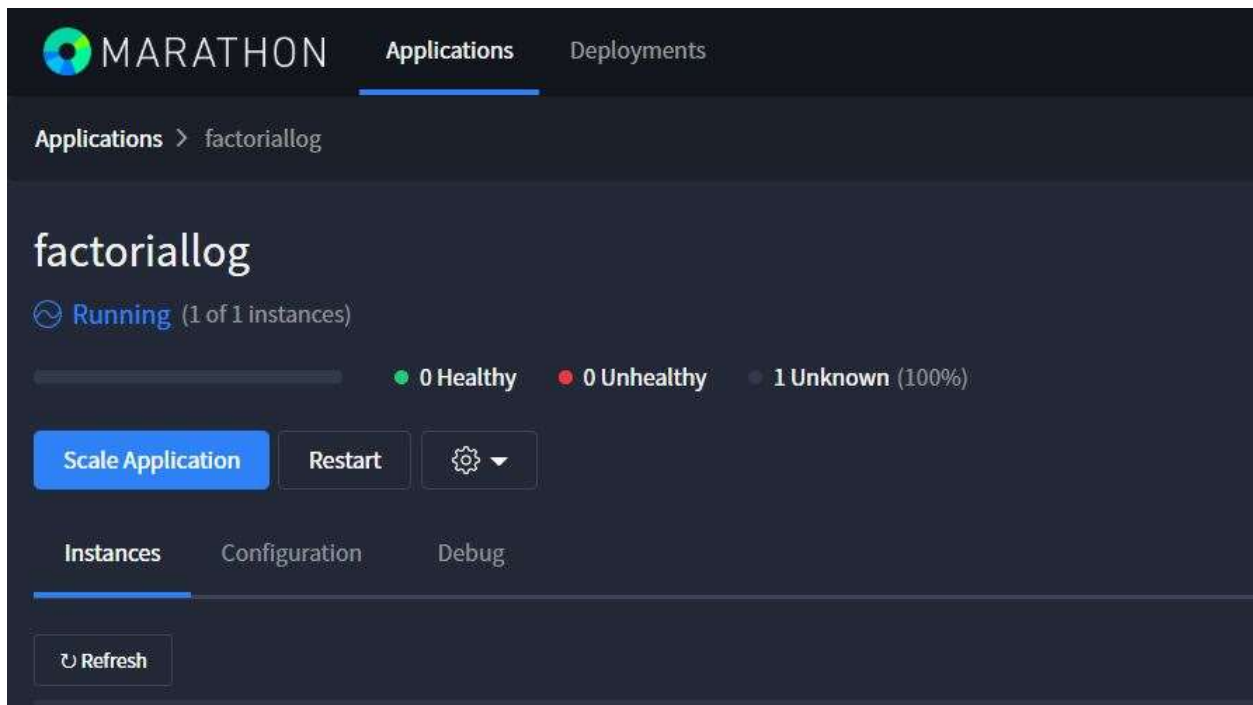 MARATHON Applications Deployments
Applications > factoriallog
factoriallog
Running (1 of 1 instances)
0 Healthy 0 Unhealthy 1 Unknown (100%)
Scale Application Restart
Instances Configuration Debug
Refresh